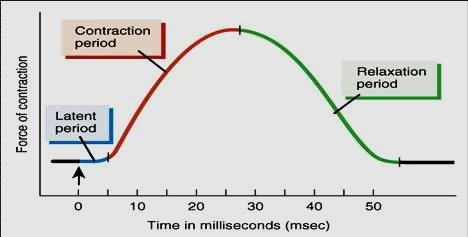 Contraction
period
Relaxation
period
Latent
period
Force of contraction
0 10 20 30 40 50
Time in milliseconds (msec)